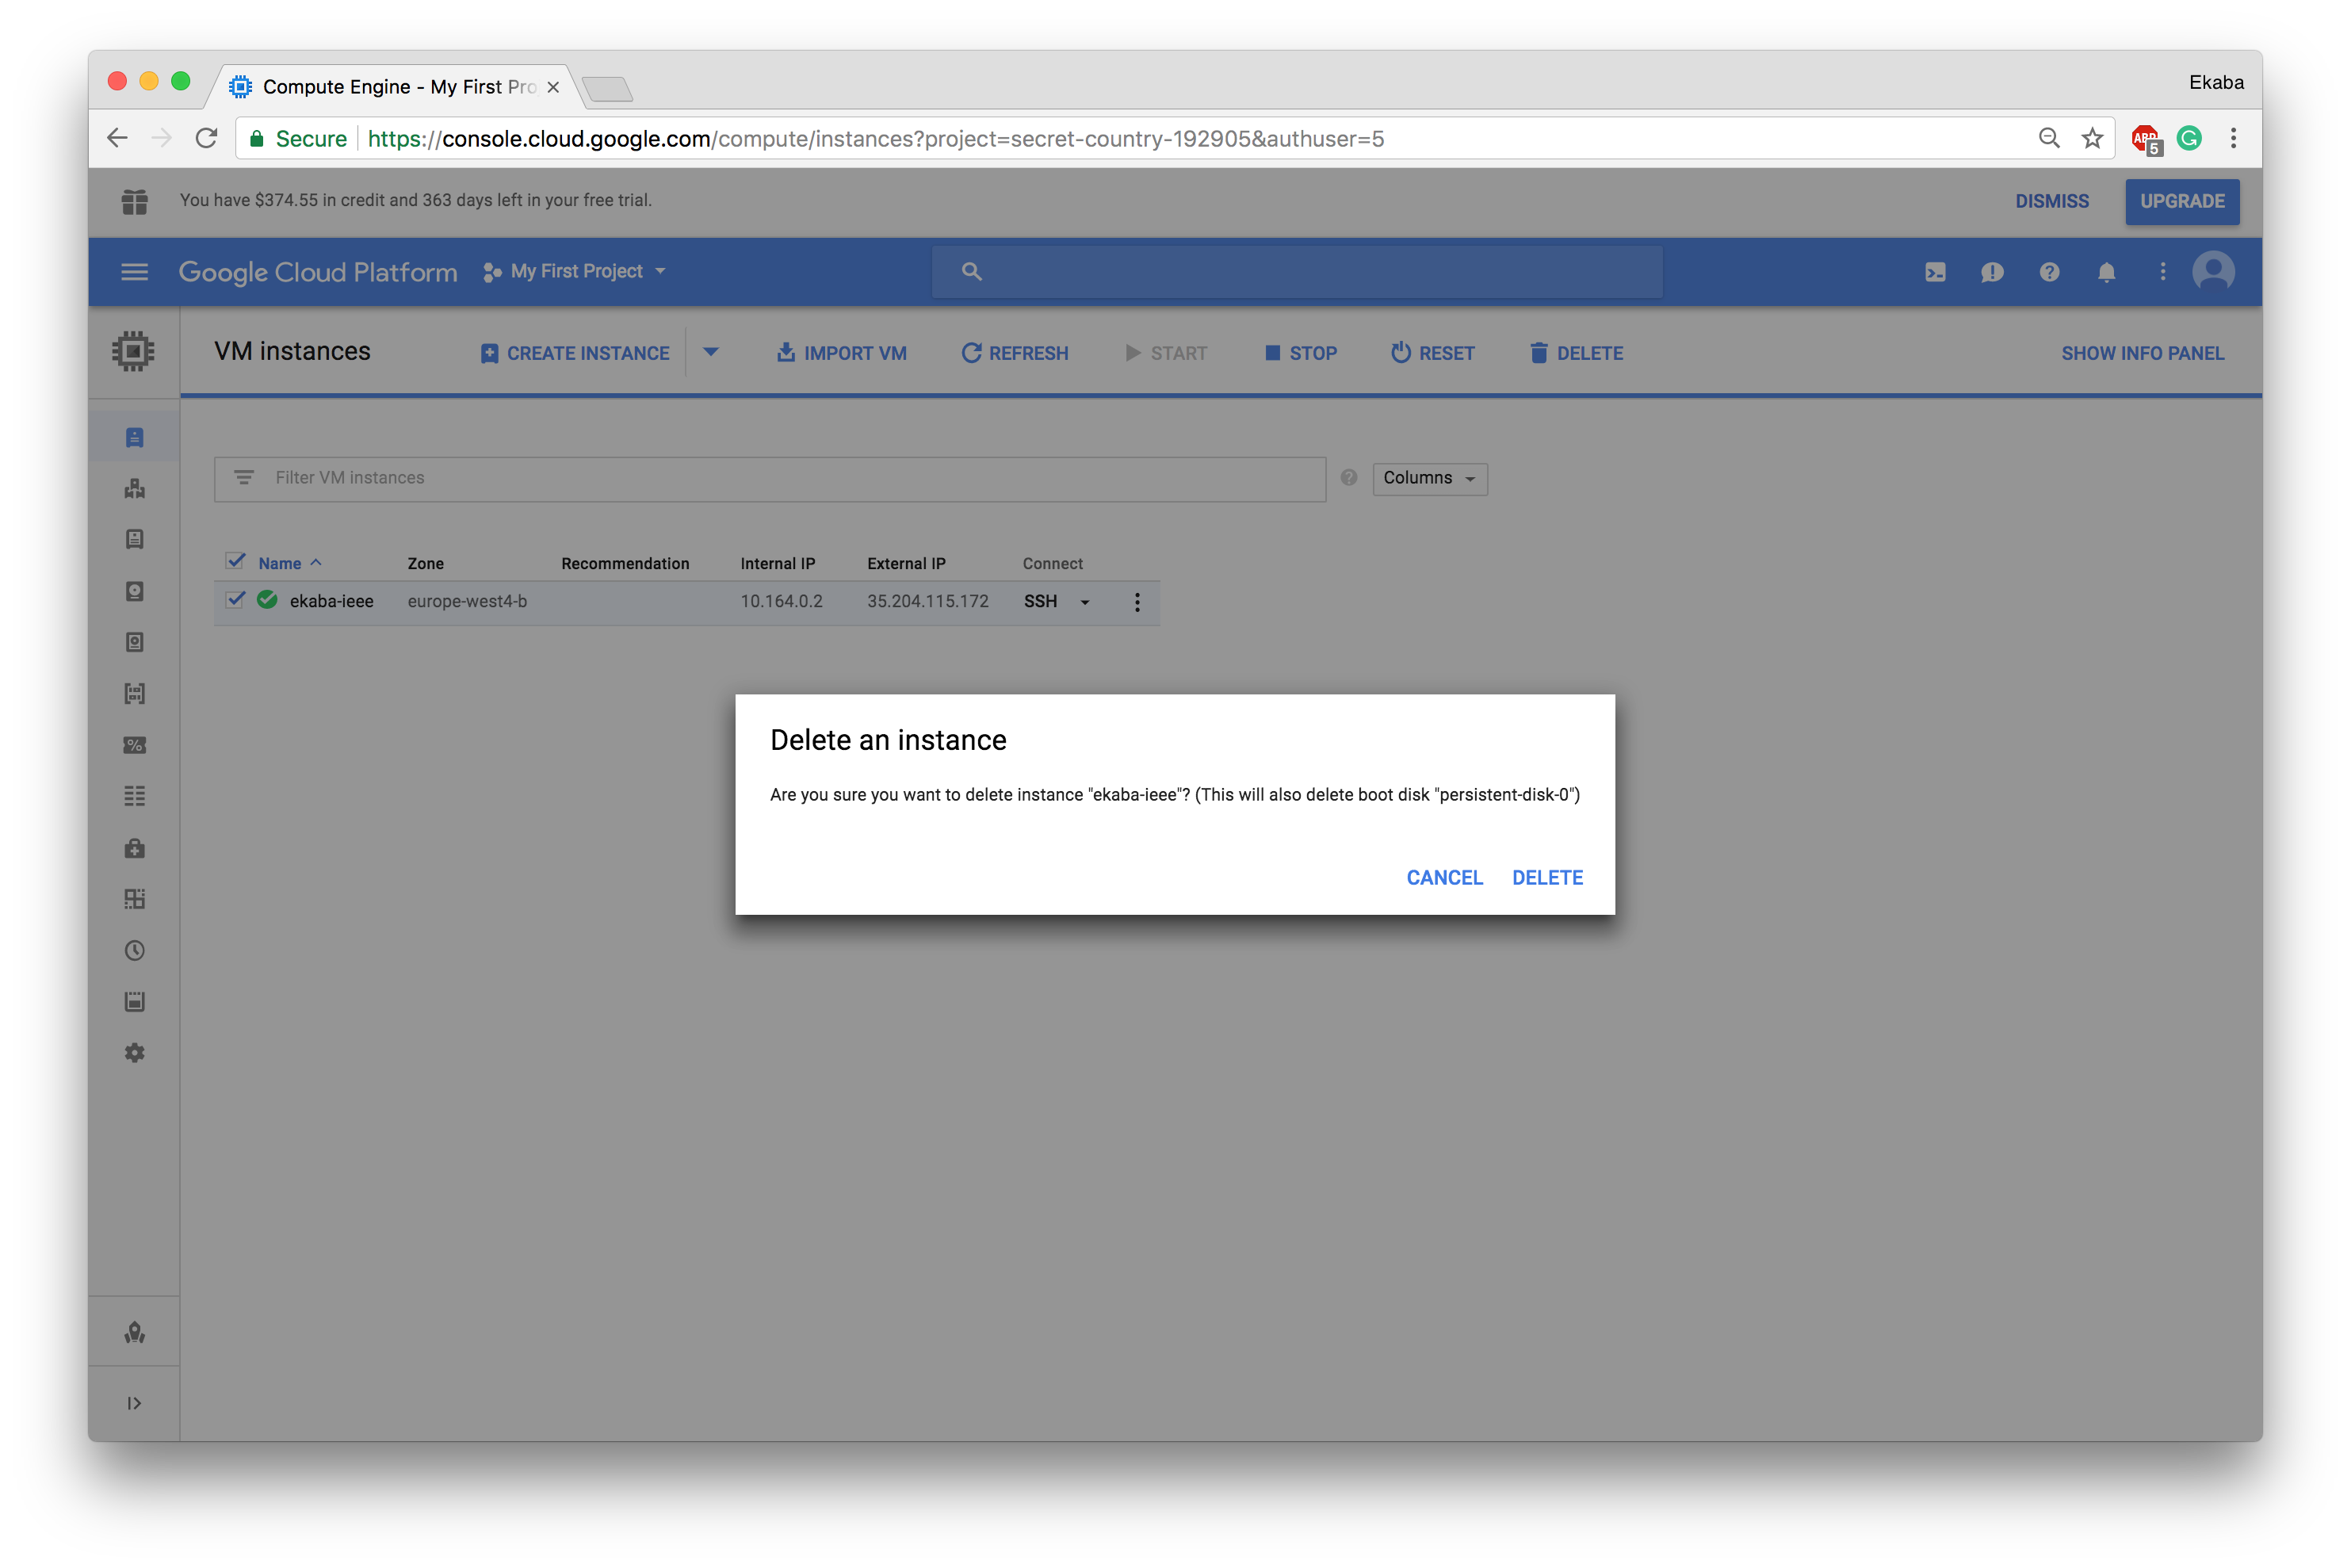 Compute Engine - My First Pro
Ekaba
Secure https://console.cloud.google.com/compute/instances?project=secret-country-192905&authuser=5
ABP 5
You have $374.55 in credit and 363 days left in your free trial.
DISMISS UPGRADE
Google Cloud Platform My First Project
VM instances CREATE INSTANCE IMPORT VM REFRESH START STOP RESET DELETE SHOW INFO PANEL
Filter VM instances Columns
Name Zone Recommendation Internal IP External IP Connect
ekaba-ieee europe-west4-b 10.164.0.2 35.204.115.172 SSH
Delete an instance
Are you sure you want to delete instance "ekaba-ieee"? (This will also delete boot disk "persistent-disk-0")
CANCEL DELETE